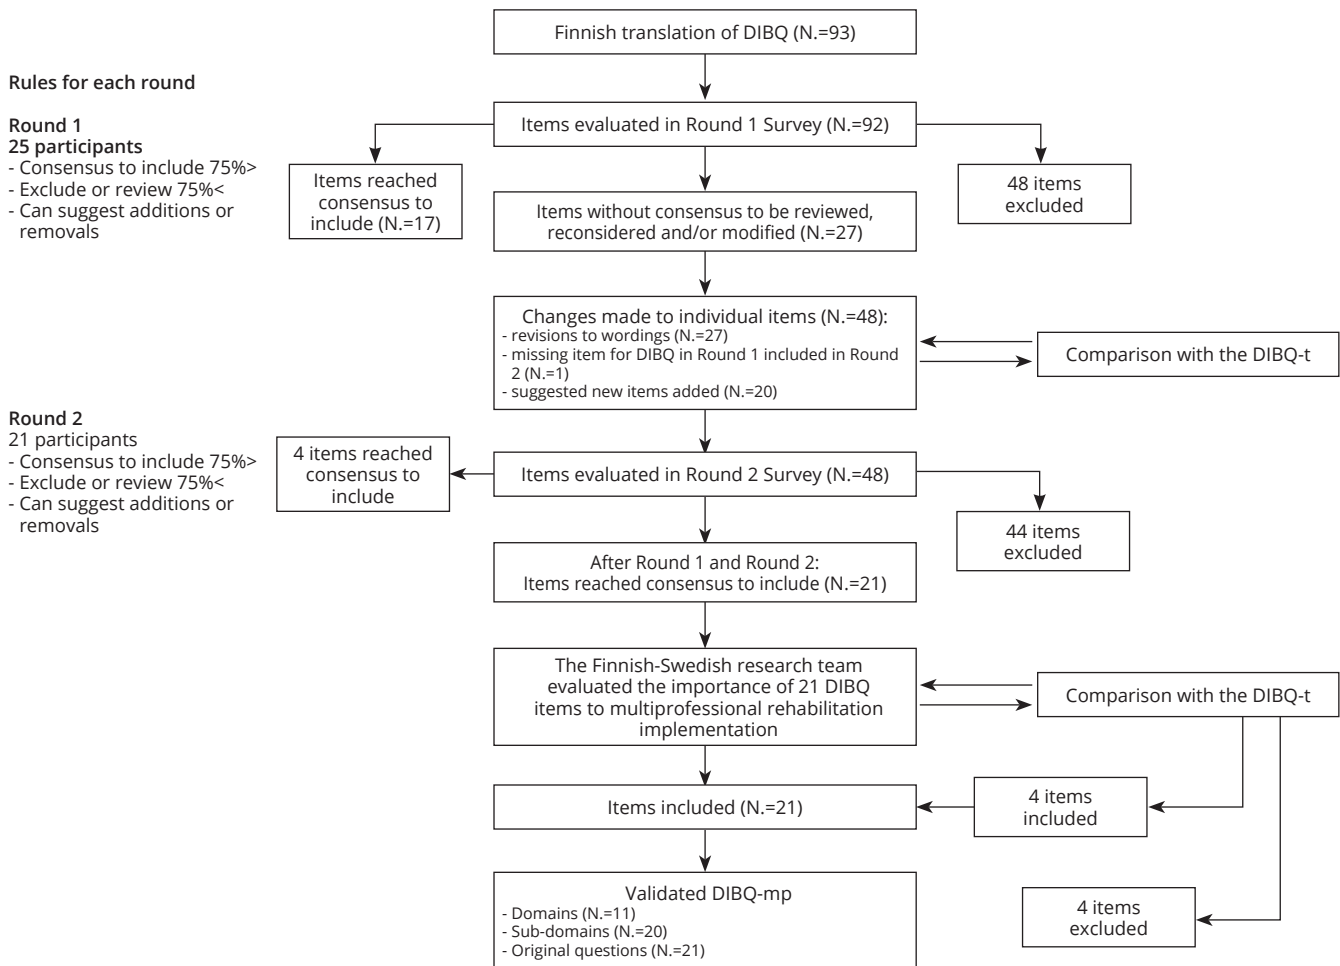 Finnish translation of DIBQ (N.=93)
Rules for each round
Round 1
25 participants
- Consensus to include 75%>
- Exclude or review 75%<
- Can suggest additions or
removals
Items evaluated in Round 1 Survey (N.=92)
Items reached
consensus to
include (N.=17)
48 items
excluded
Items without consensus to be reviewed,
reconsidered and/or modified (N.=27)
Changes made to individual items (N.=48):
- revisions to wordings (N.=27)
- missing item for DIBQ in Round 1 included in Round
2 (N.=1)
- suggested new items added (N.=20)
Comparison with the DIBQ-t
Round 2
21 participants
- Consensus to include 75%>
- Exclude or review 75%<
- Can suggest additions or
removals
4 items reached
consensus to
include
Items evaluated in Round 2 Survey (N.=48)
44 items
excluded
After Round 1 and Round 2:
Items reached consensus to include (N.=21)
The Finnish-Swedish research team
evaluated the importance of 21 DIBQ
items to multiprofessional rehabilitation
implementation
Comparison with the DIBQ-t
Items included (N.=21)
4 items
included
Validated DIBQ-mp
- Domains (N.=11)
- Sub-domains (N.=20)
- Original questions (N.=21)
4 items
excluded